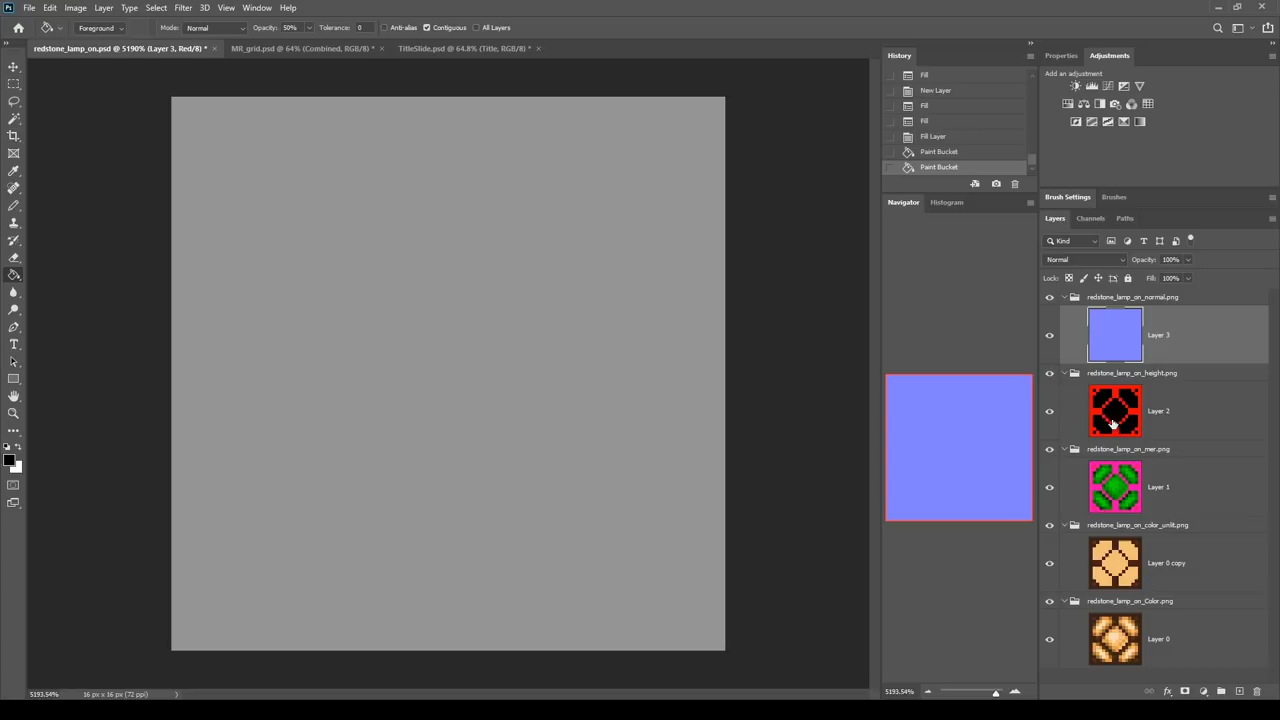 Ps File Edit Image Layer Type Select Filter 3D View Window Help
Foreground Mode: Normal Opacity: 50% Tolerance: 0 Anti-alias Contiguous All Layers
redstone_lamp_on.psd @ 5190% (Layer 3, Red/8) * × MR_grid.psd @ 64% (Combined, RGB/8) * × TitleSlide.psd @ 64.8% (Title, RGB/8) * ×
History
Fill
New Layer
Fill
Fill
Fill Layer
Paint Bucket
Paint Bucket
Navigator Histogram
5193.54%
Properties Adjustments
Add an adjustment
Brush Settings Brushes
Layers Channels Paths
Kind
Normal Opacity: 100%
Lock: Fill: 100%
redstone_lamp_on_normal.png
Layer 3
redstone_lamp_on_height.png
Layer 2
redstone_lamp_on_mer.png
Layer 1
redstone_lamp_on_color_unlit.png
Layer 0 copy
redstone_lamp_on_Color.png
Layer 0
5193.54% 16 px x 16 px (72 ppi)